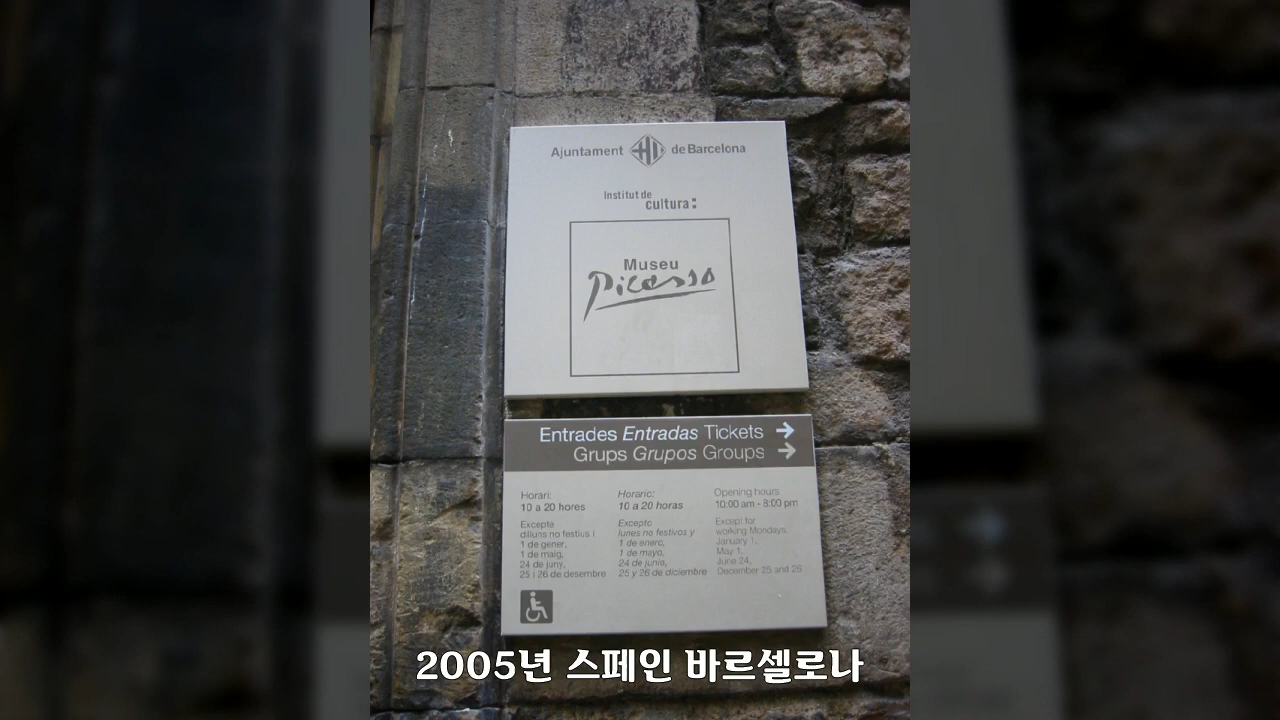 Ajuntament de Barcelona
Institut de
cultura:
Museu
Picasso
Entrades Entradas Tickets →
Grups Grupos Groups →
Horari:
10 a 20 hores
Excepte
dilluns no festius i
1 de gener,
1 de maig,
24 de juny,
25 i 26 de desembre
Horario:
10 a 20 horas
Excepto
lunes no festivos y
1 de enero,
1 de mayo,
24 de junio,
25 y 26 de diciembre
Opening hours
10:00 am - 8:00 pm
Except for
working Mondays,
January 1,
May 1,
June 24,
December 25 and 26
2005년 스페인 바르셀로나